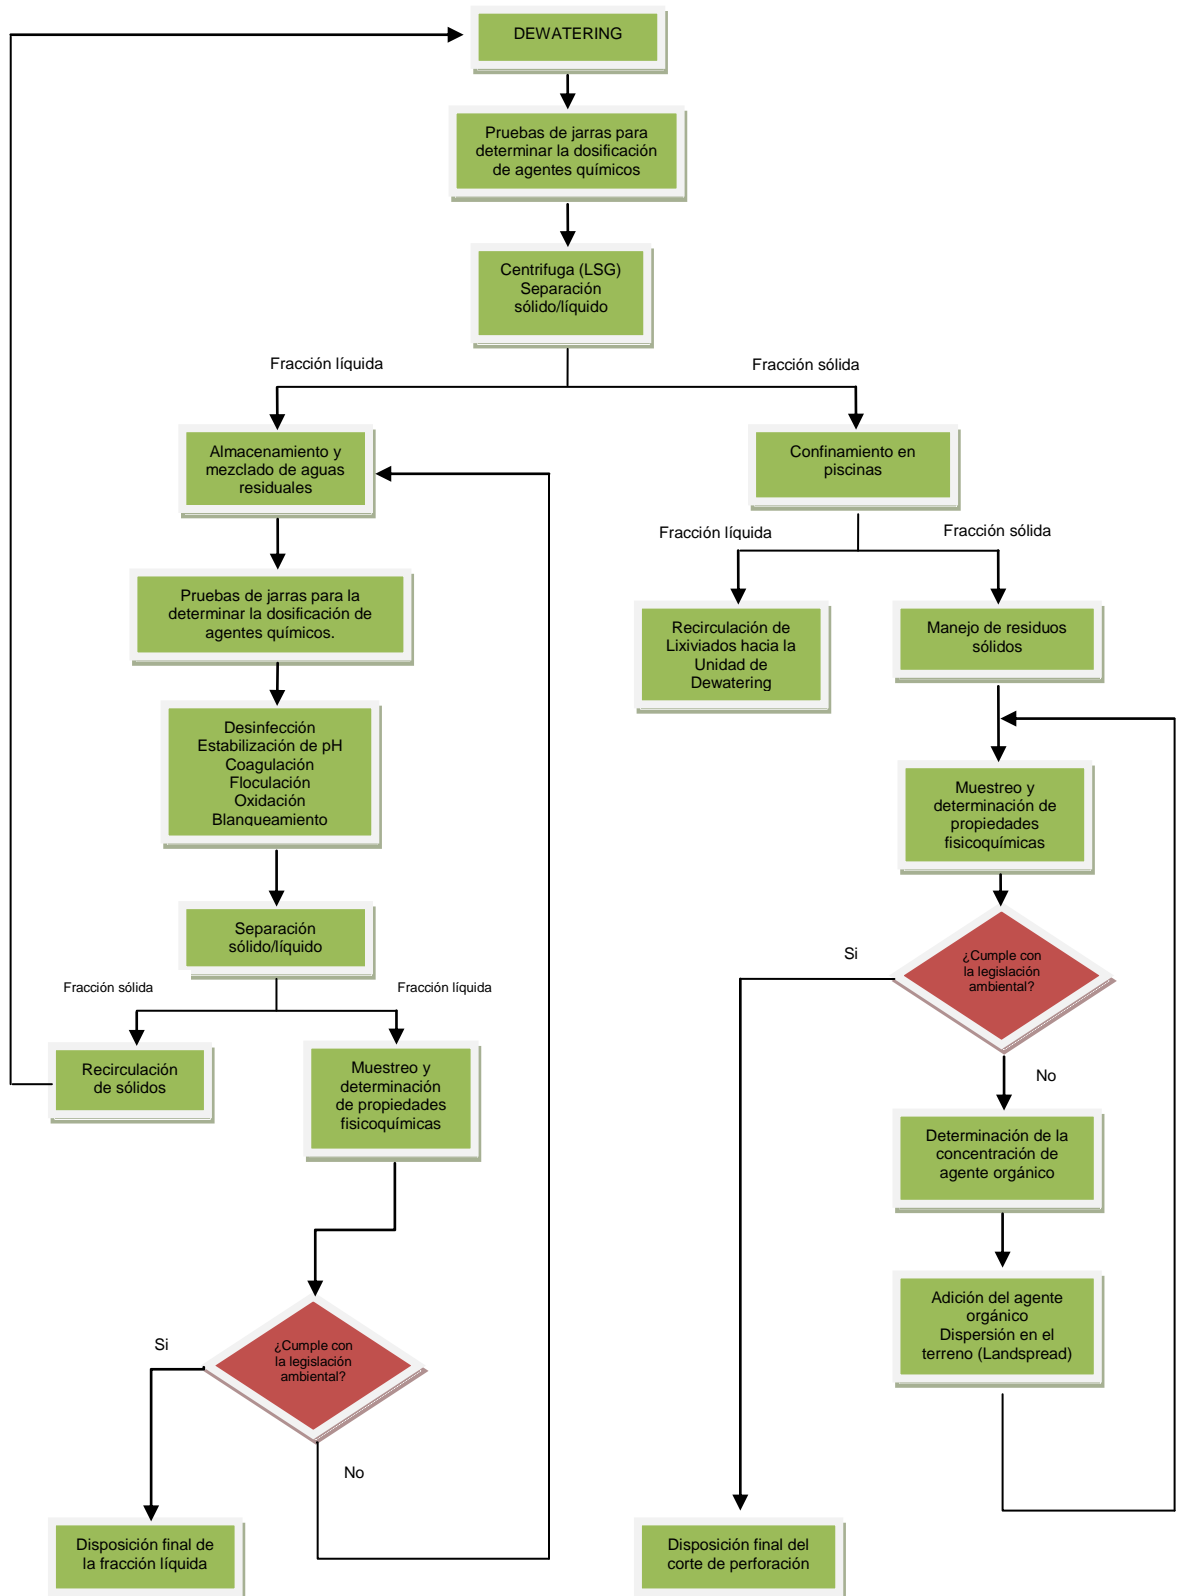 DEWATERING
Pruebas de jarras para
determinar la dosificación
de agentes químicos
Centrifuga (LSG)
Separación
sólido/líquido
Fracción líquida
Fracción sólida
Almacenamiento y
mezclado de aguas
residuales
Confinamiento en
piscinas
Fracción líquida
Fracción sólida
Pruebas de jarras para la
determinar la dosificación de
agentes químicos.
Recirculación de
Lixiviados hacia la
Unidad de
Dewatering
Manejo de residuos
sólidos
Desinfección
Estabilización de pH
Coagulación
Floculación
Oxidación
Blanqueamiento
Muestreo y
determinación de
propiedades
fisicoquímicas
Separación
sólido/líquido
Si
¿Cumple con
la legislación
ambiental?
Fracción sólida
Fracción líquida
Recirculación
de sólidos
Muestreo y
determinación
de propiedades
fisicoquímicas
No
Determinación de la
concentración de
agente orgánico
Adición del agente
orgánico
Dispersión en el
terreno (Landspread)
Si
¿Cumple con
la legislación
ambiental?
No
Disposición final de
la fracción líquida
Disposición final del
corte de perforación